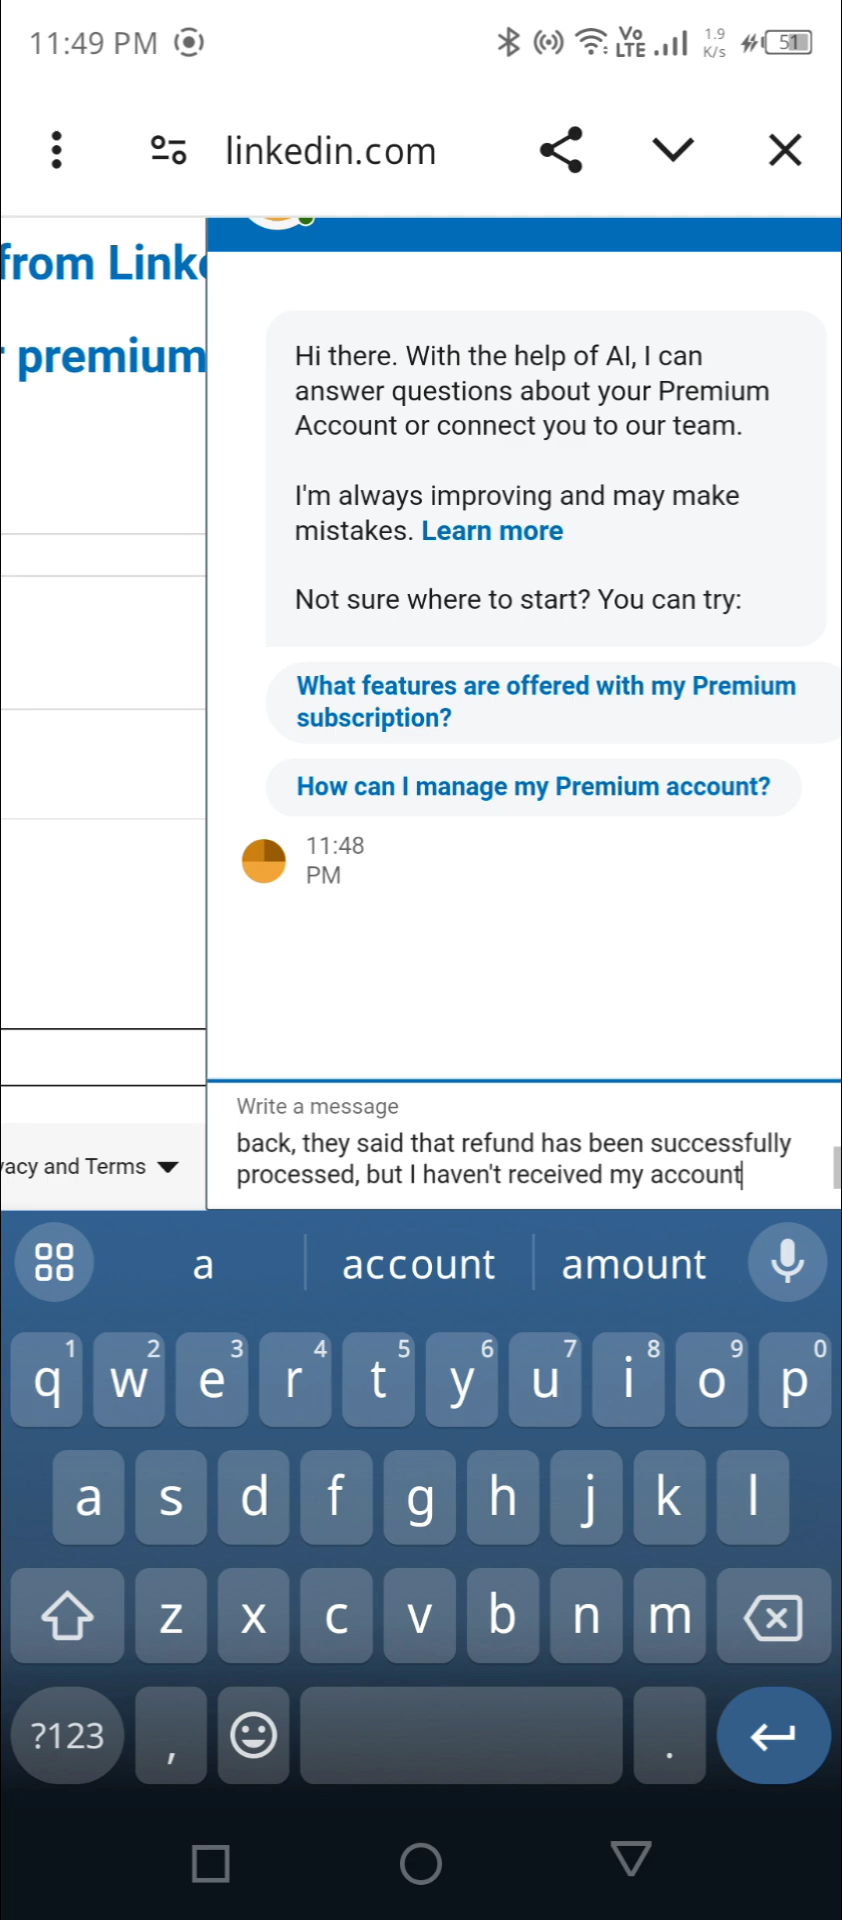 11:49 PM
Vo LTE
1.9 K/s
51
linkedin.com
from Link
premium
Hi there. With the help of AI, I can
answer questions about your Premium
Account or connect you to our team.
I'm always improving and may make
mistakes. Learn more
Not sure where to start? You can try:
What features are offered with my Premium
subscription?
How can I manage my Premium account?
11:48
PM
Write a message
back, they said that refund has been successfully
processed, but I haven't received my account
vacy and Terms
a account amount
1 2 3 4 5 6 7 8 9 0
q w e r t y u i o p
a s d f g h j k l
z x c v b n m
?123 , .